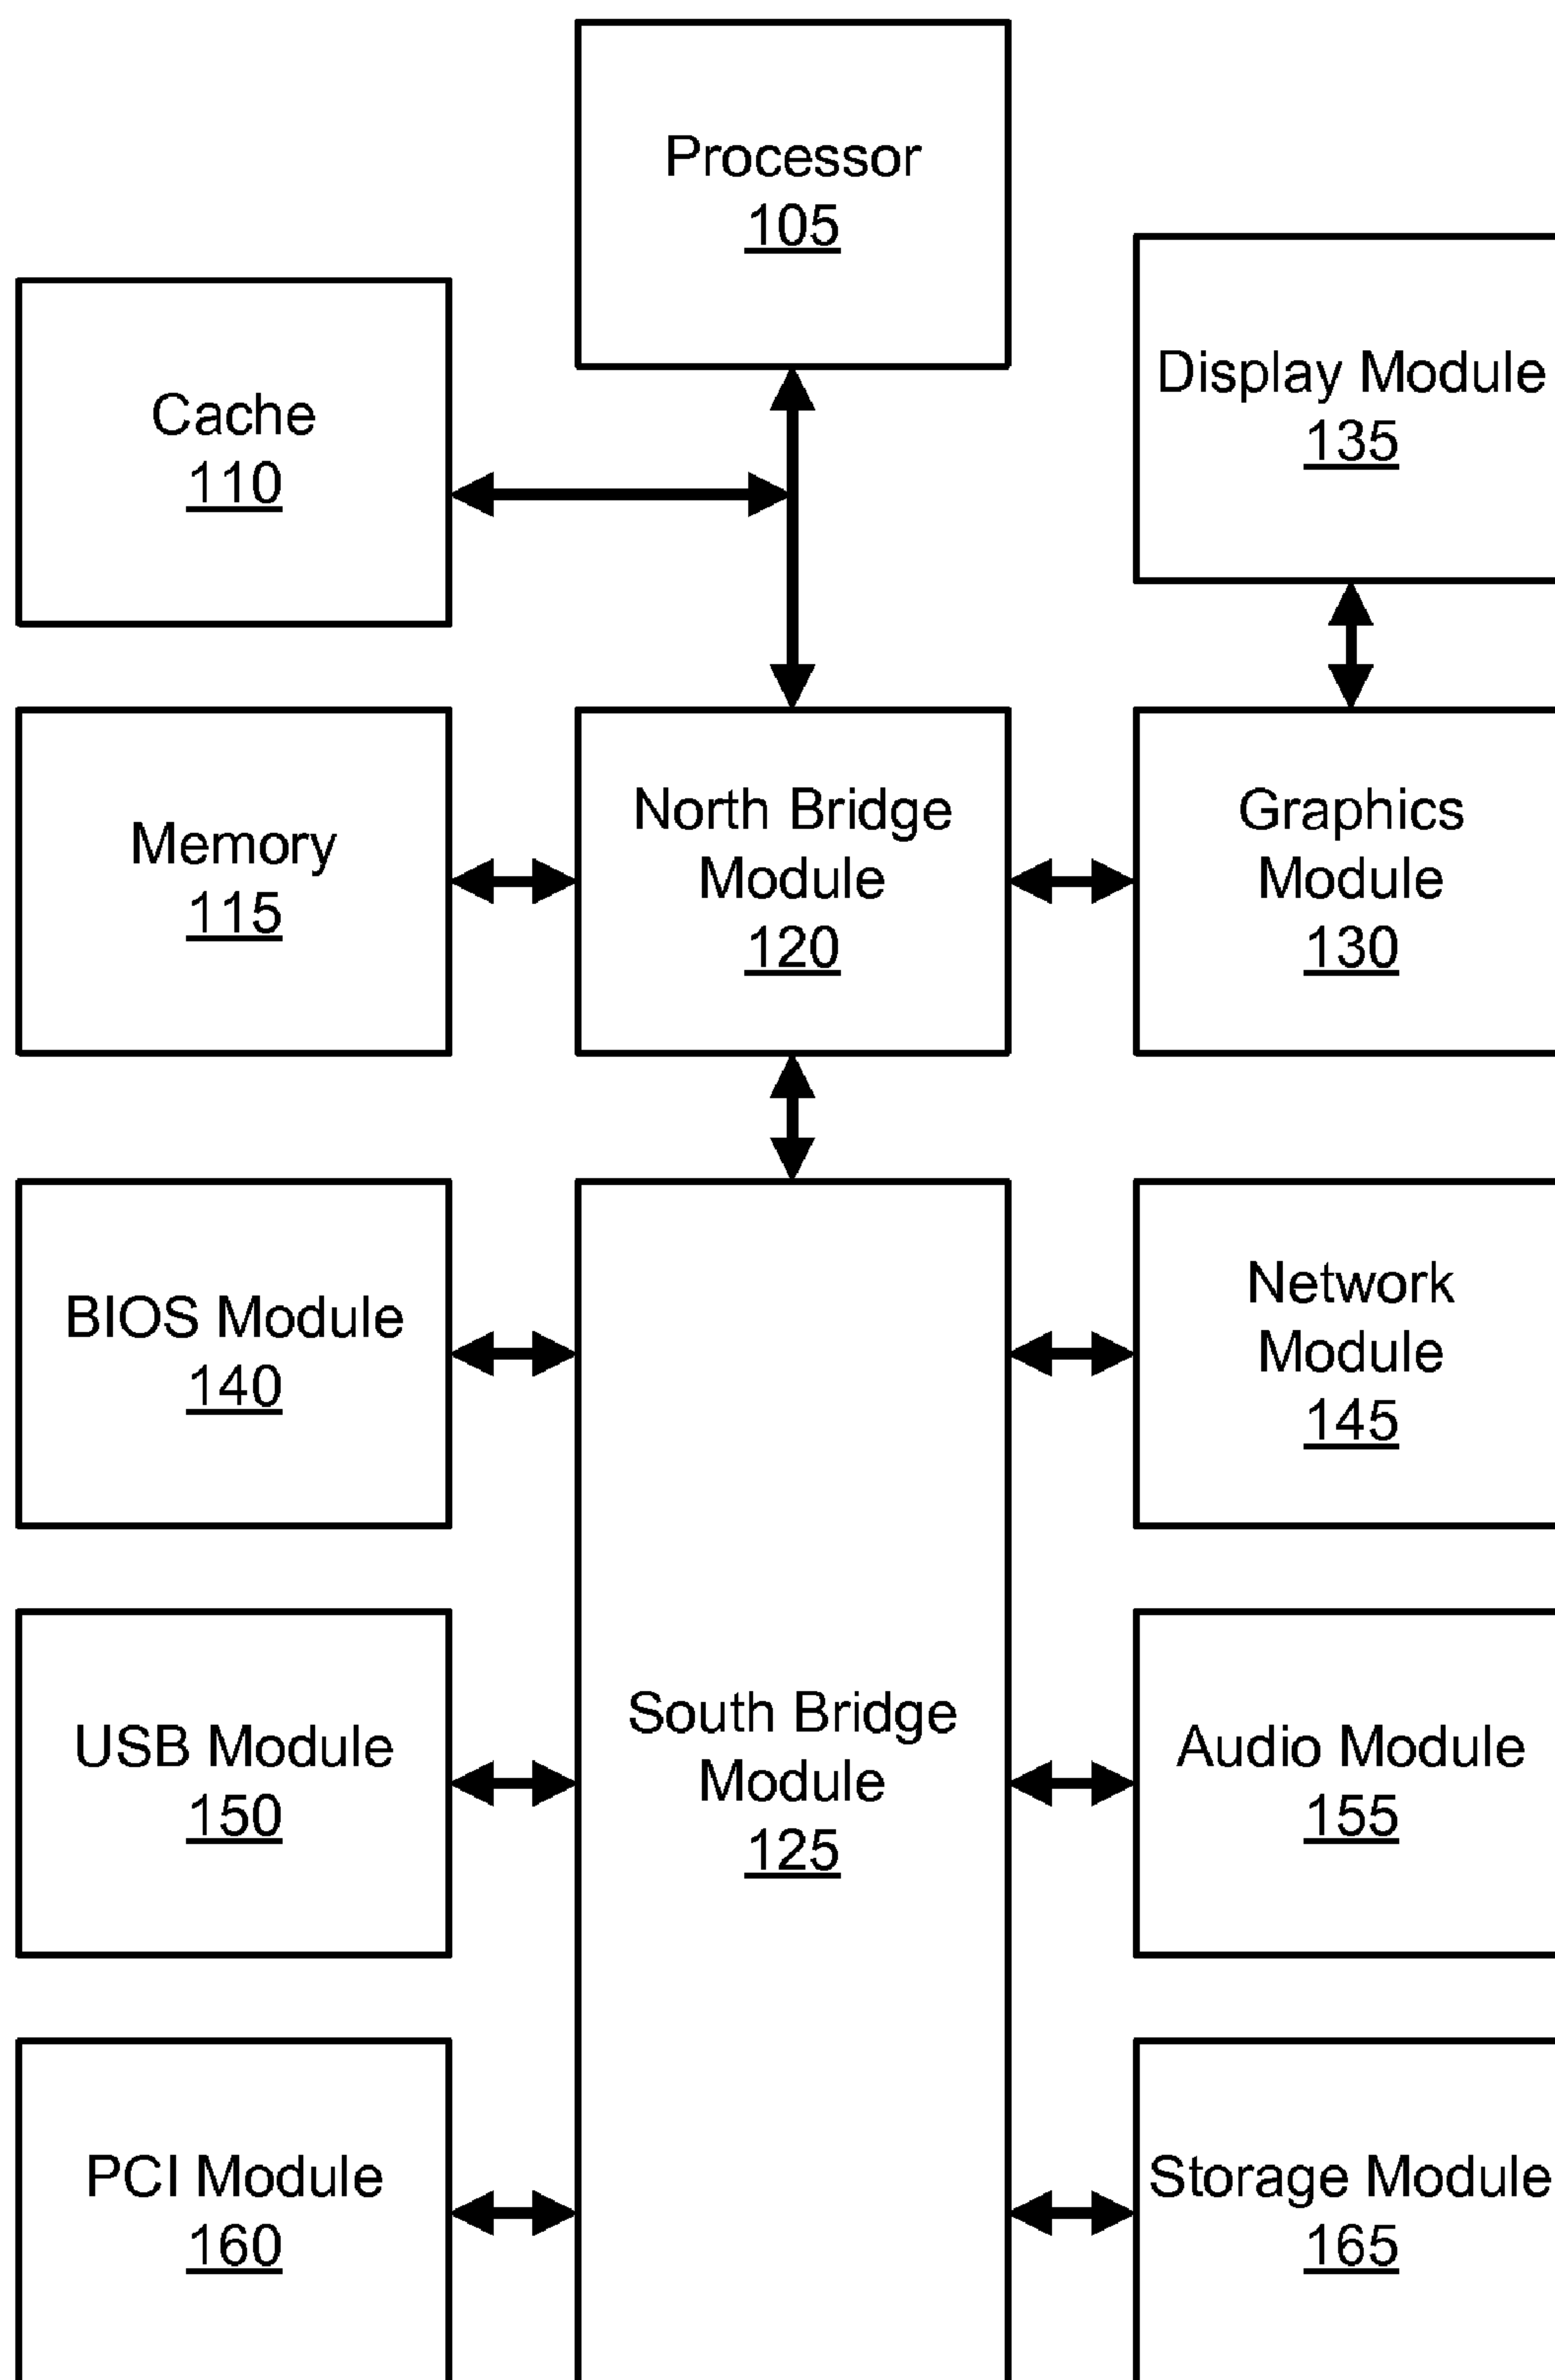 Processor
105
Cache
110
Display Module
135
Memory
115
North Bridge
Module
120
Graphics
Module
130
BIOS Module
140
Network
Module
145
USB Module
150
South Bridge
Module
125
Audio Module
155
PCI Module
160
Storage Module
165